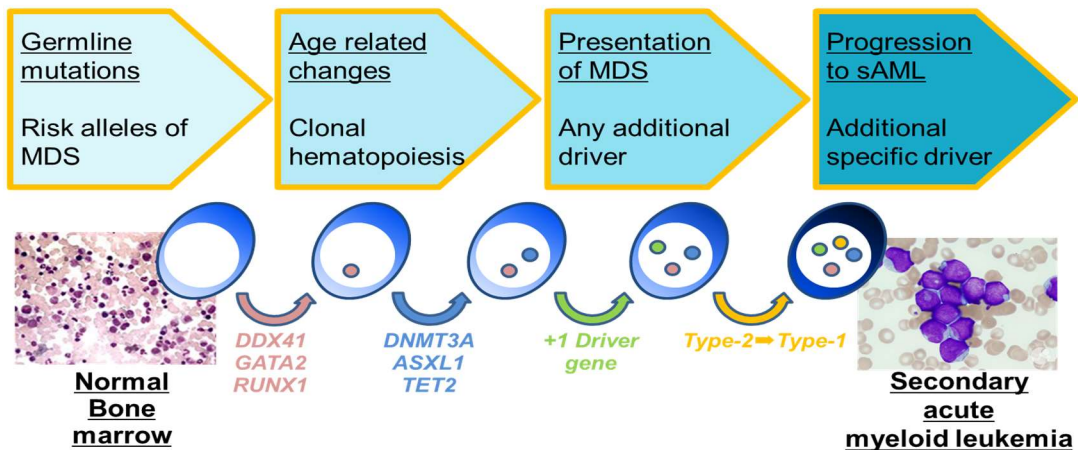 Germline
mutations
Risk alleles of
MDS
Age related
changes
Clonal
hematopoiesis
Presentation
of MDS
Any additional
driver
Progression
to sAML
Additional
specific driver
DDX41
GATA2
RUNX1
DNMT3A
ASXL1
TET2
+1 Driver
gene
Type-2➡Type-1
Normal
Bone
marrow
Secondary
acute
myeloid leukemia